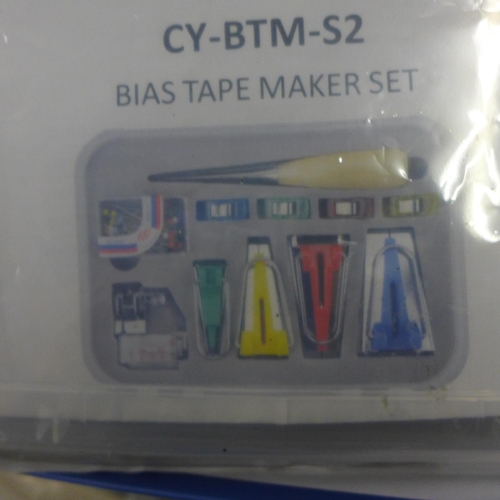 CY-BTM-S2
BIAS TAPE MAKER SET